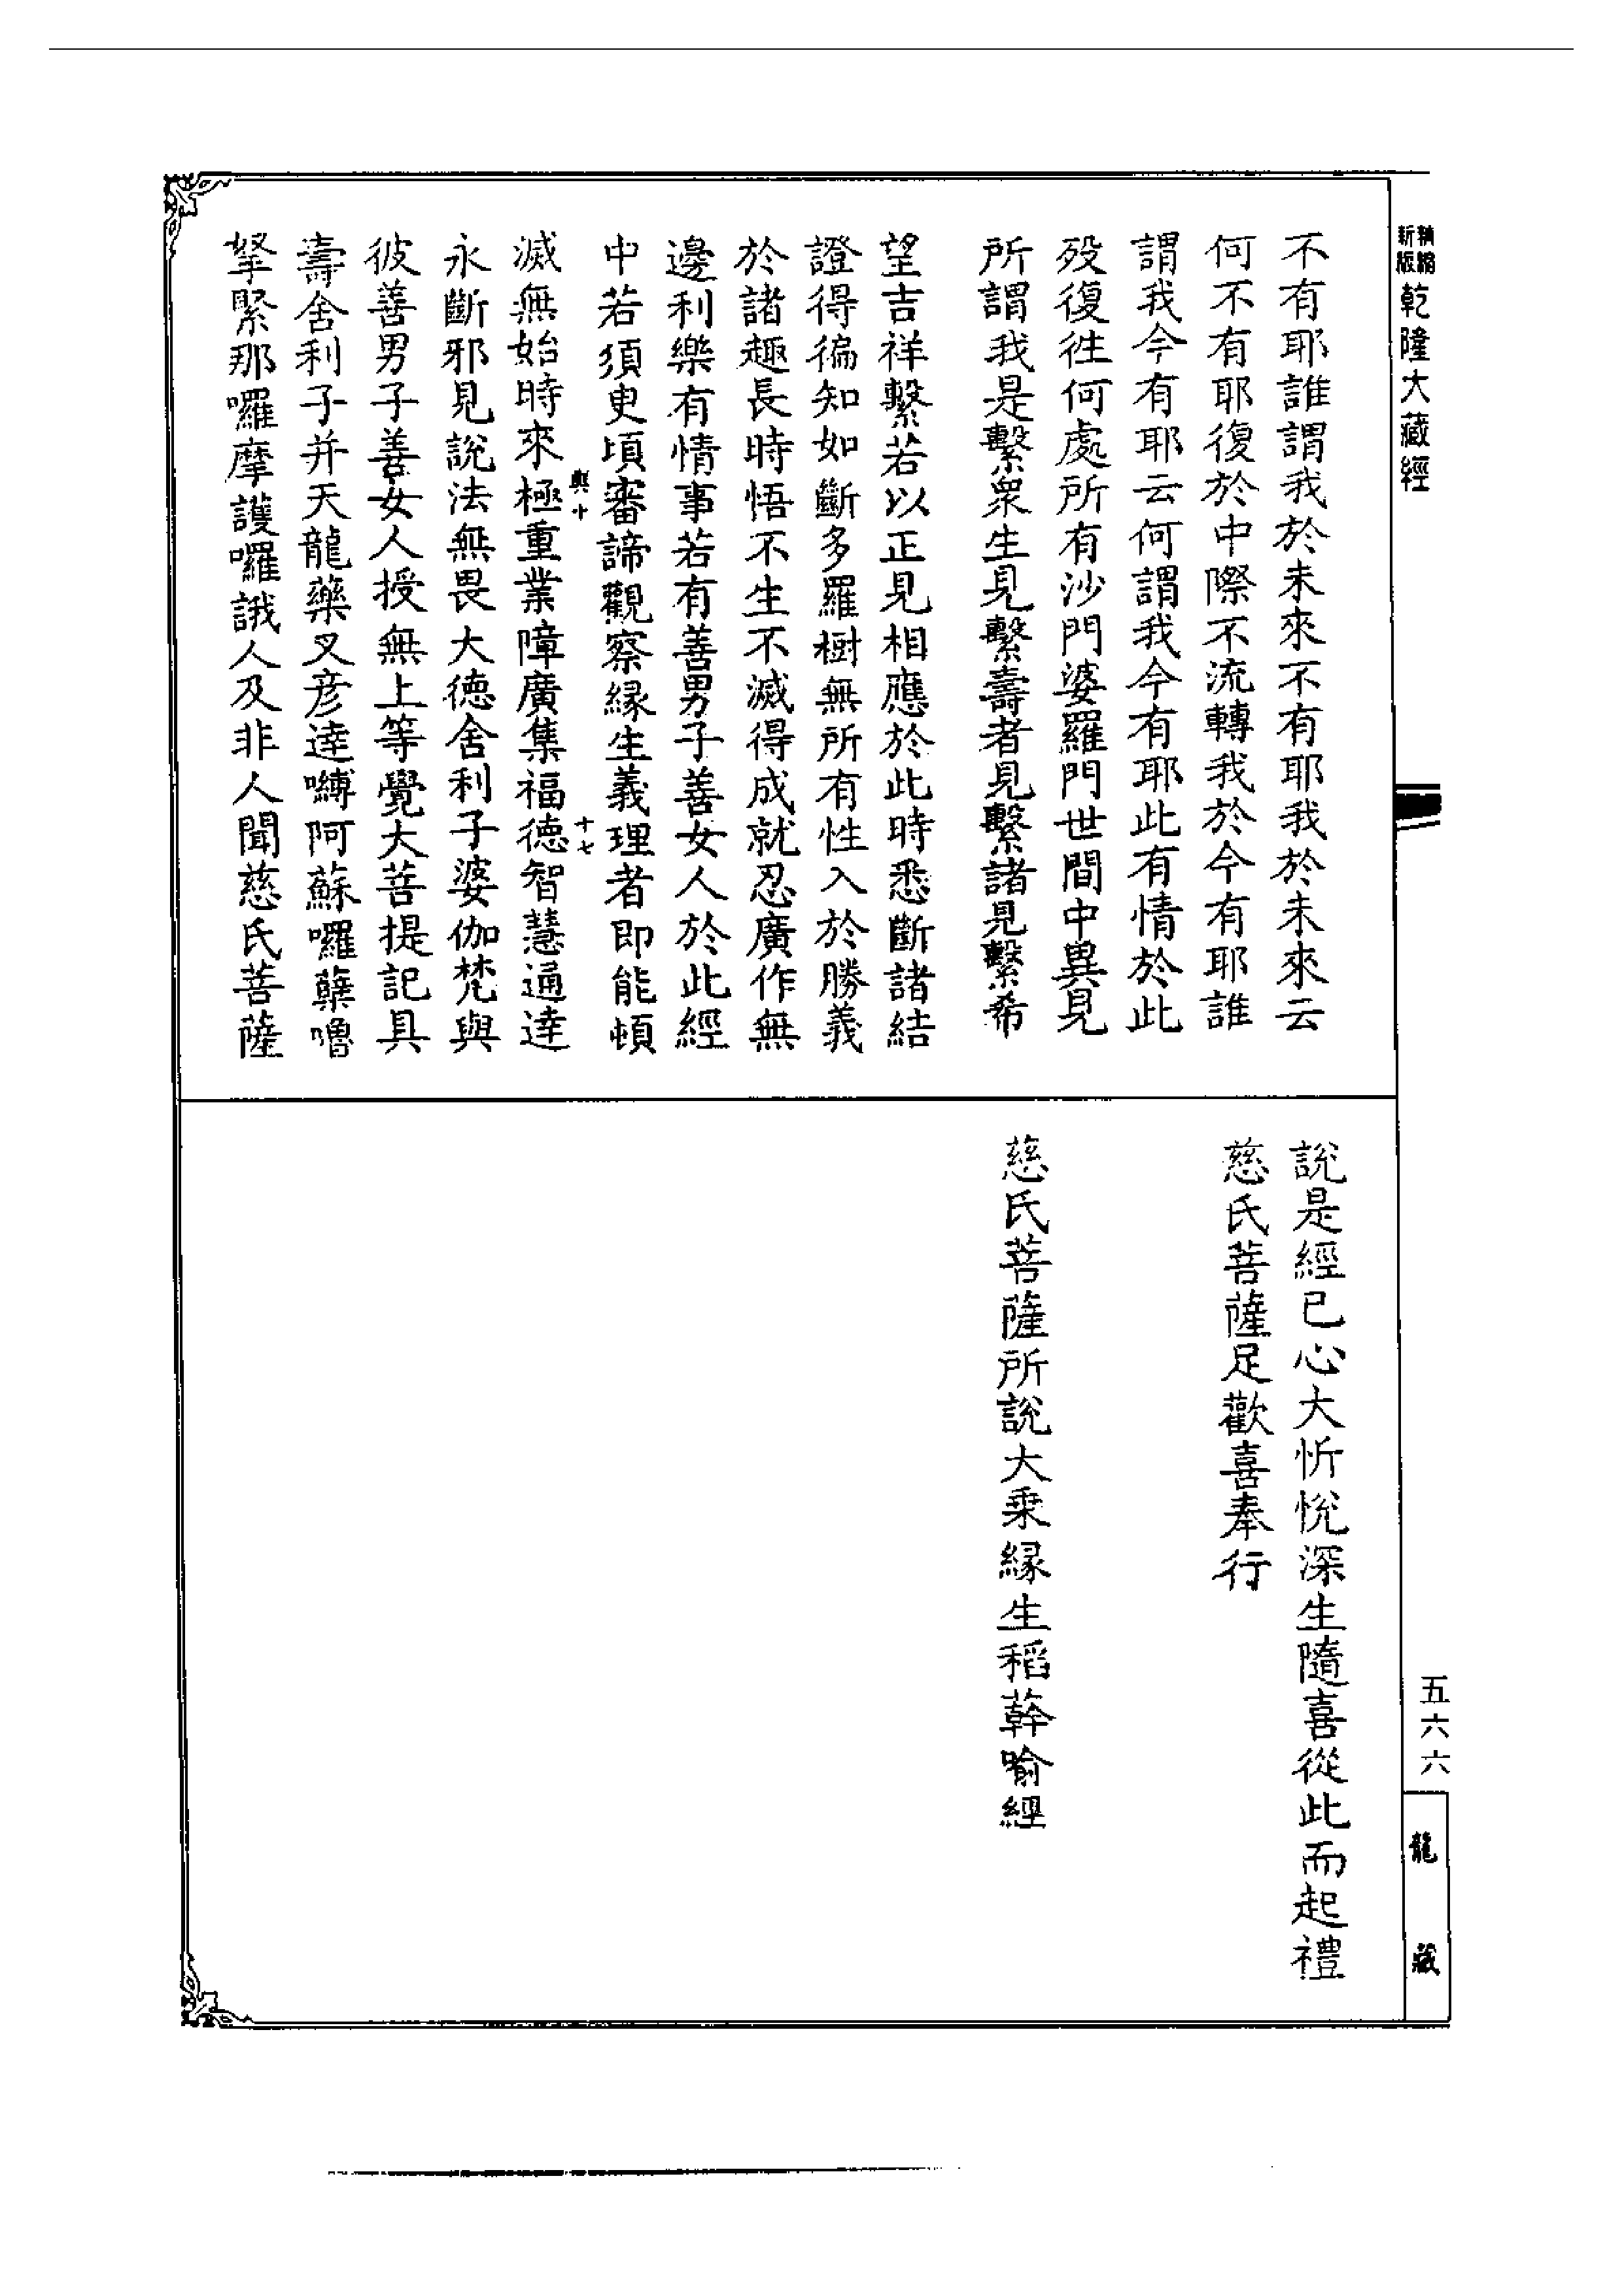 新版
精縮
乾隆大藏經
不有耶誰謂我於未來不有耶我於未來云
何不有耶復於中際不流轉我於今有耶誰
謂我今有耶云何謂我今有耶此有情於此
歿復徃何處所有沙門婆羅門世間中異見
所謂我是繫衆生見繫壽者見繫諸見繫希
望吉祥繫若以正見相應於此時悉斷諸結
證得徧知如斷多羅樹無所有性入於勝義
於諸趣長時悟不生不滅得成就忍廣作無
邊利樂有情事若有善男子善女人於此經
中若須臾頃審諦觀察緣生義理者即能頓
輿十
十七
滅無始時來極重業障廣集福德智慧通達
永斷邪見說法無畏大德舍利子婆伽梵與
彼善男子善女人授無上等覺大菩提記具
壽舍利子并天龍藥叉彥達嚩阿蘇囉蘖嚕
拏緊那囉摩護囉誐人及非人聞慈氏菩薩
說是經已心大忻悅深生隨喜從此而起禮
慈氏菩薩足歡喜奉行
慈氏菩薩所說大乘緣生稻䕞喻經
五六六
龍藏